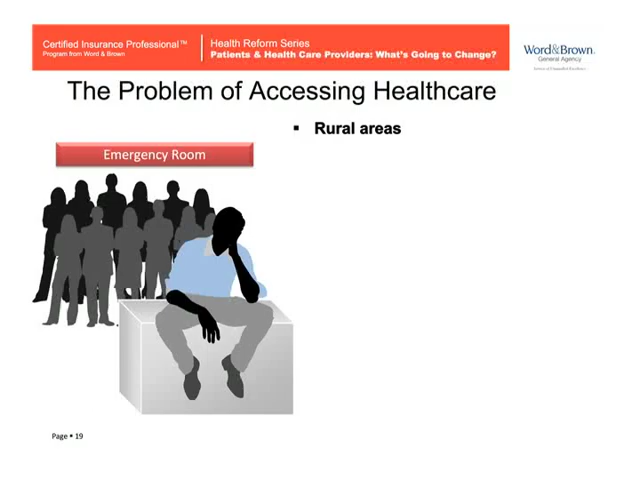 Certified Insurance Professional™
Program from Word & Brown
Health Reform Series
Patients & Health Care Providers: What's Going to Change?
Word&Brown.
General Agency
The Problem of Accessing Healthcare
▪ Rural areas
Emergency Room
Page ▪ 19